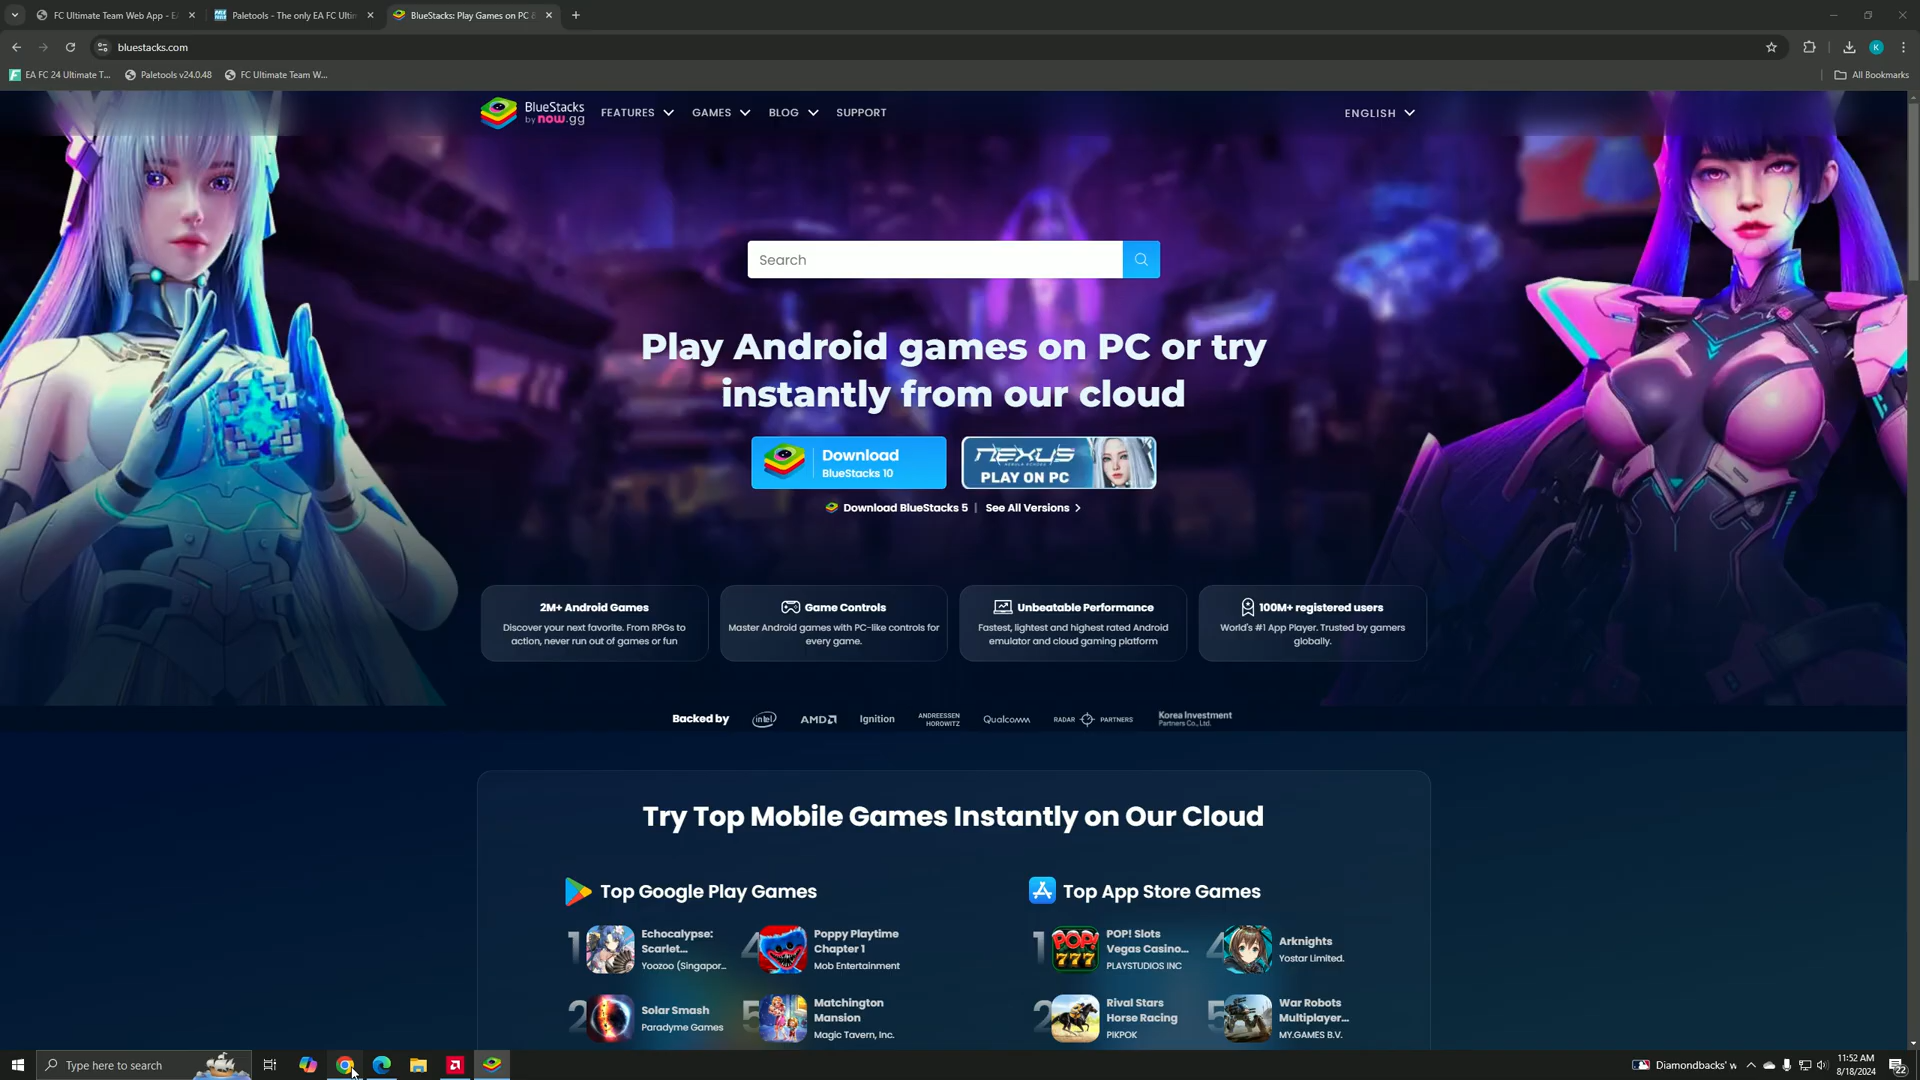 FC Ultimate Team Web App - EA
Paletools - The only EA FC Ultim
BlueStacks: Play Games on PC &
bluestacks.com
K
EA FC 24 Ultimate T...
Paletools v24.0.48
FC Ultimate Team W...
All Bookmarks
BlueStacks
by now.gg
FEATURES
GAMES
BLOG
SUPPORT
ENGLISH
Search
Play Android games on PC or try
instantly from our cloud
Download
BlueStacks 10
NEXUS
PLAY ON PC
Download BlueStacks 5 | See All Versions
2M+ Android Games
Discover your next favorite. From RPGs to
action, never run out of games or fun
Game Controls
Master Android games with PC-like controls for
every game.
Unbeatable Performance
Fastest, lightest and highest rated Android
emulator and cloud gaming platform
100M+ registered users
World's #1 App Player. Trusted by gamers
globally.
Backed by
intel
AMD
Ignition
ANDREESSEN
HOROWITZ
Qualcomm
RADAR PARTNERS
Korea Investment
Partners Co., Ltd.
Try Top Mobile Games Instantly on Our Cloud
Top Google Play Games
1
Echocalypse:
Scarlet...
Yoozoo (Singapor...
4
Poppy Playtime
Chapter 1
Mob Entertainment
2
Solar Smash
Paradyme Games
5
Matchington
Mansion
Magic Tavern, Inc.
Top App Store Games
1
POP!
777
POP! Slots
Vegas Casino...
PLAYSTUDIOS INC
4
Arknights
Yostar Limited.
2
Rival Stars
Horse Racing
PIKPOK
5
War Robots
Multiplayer...
MY.GAMES B.V.
Type here to search
Diamondbacks' w
11:52 AM
8/18/2024
22